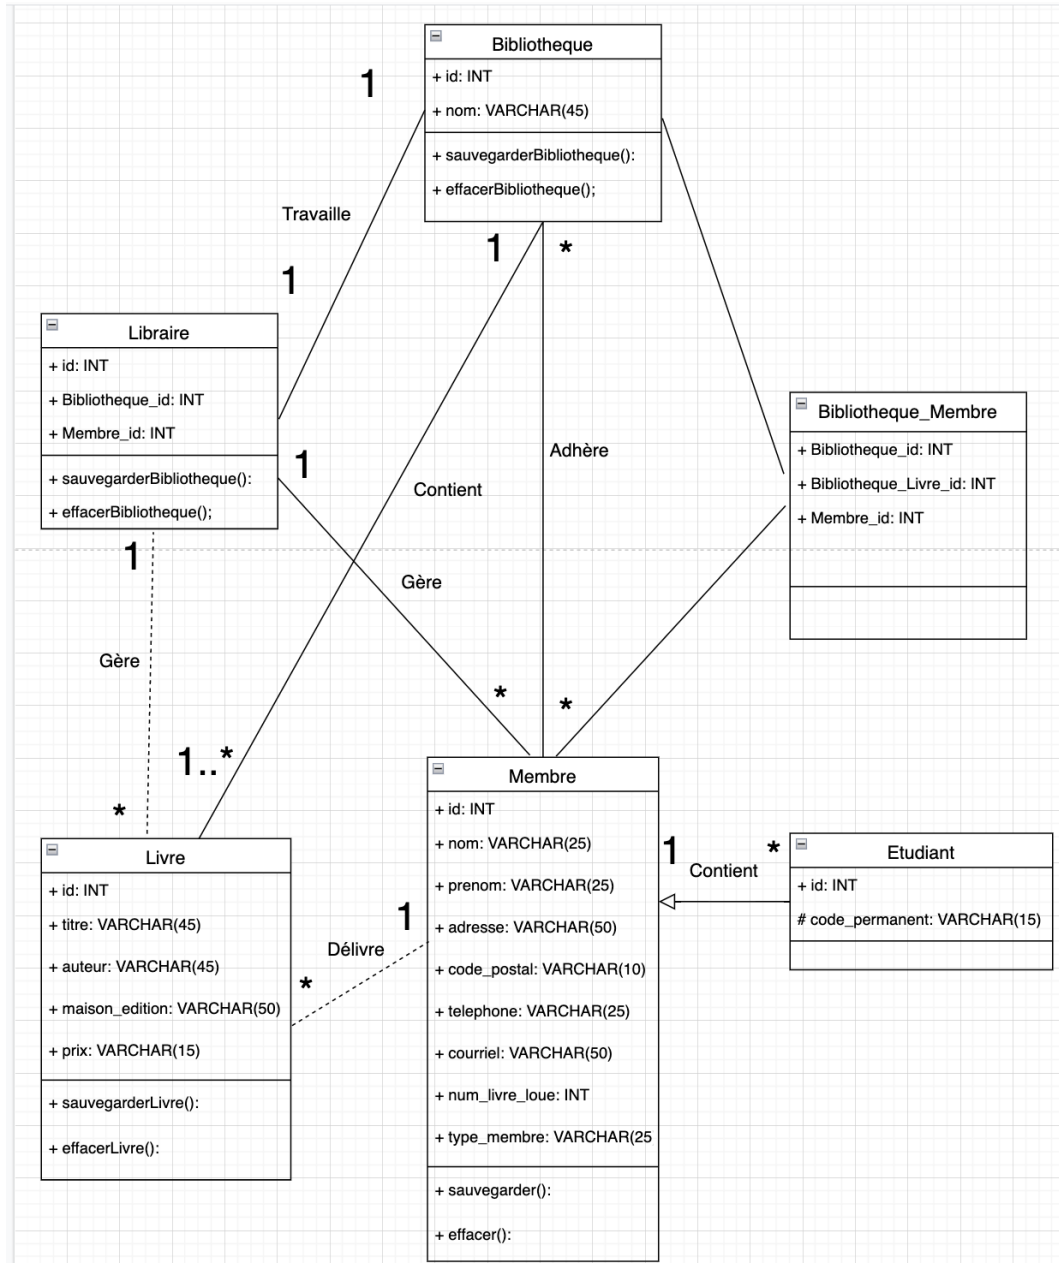 Bibliotheque
+ id: INT
+ nom: VARCHAR(45)
+ sauvegarderBibliotheque():
+ effacerBibliotheque();
1
Travaille
1
1
*
Libraire
+ id: INT
+ Bibliotheque_id: INT
+ Membre_id: INT
+ sauvegarderBibliotheque():
+ effacerBibliotheque();
1
1
Bibliotheque_Membre
+ Bibliotheque_id: INT
+ Bibliotheque_Livre_id: INT
+ Membre_id: INT
Adhère
Contient
Gère
Gère
*
*
1..*
*
Livre
+ id: INT
+ titre: VARCHAR(45)
+ auteur: VARCHAR(45)
+ maison_edition: VARCHAR(50)
+ prix: VARCHAR(15)
+ sauvegarderLivre():
+ effacerLivre():
1
Délivre
*
Membre
+ id: INT
+ nom: VARCHAR(25)
+ prenom: VARCHAR(25)
+ adresse: VARCHAR(50)
+ code_postal: VARCHAR(10)
+ telephone: VARCHAR(25)
+ courriel: VARCHAR(50)
+ num_livre_loue: INT
+ type_membre: VARCHAR(25
+ sauvegarder():
+ effacer():
1
Contient
*
Etudiant
+ id: INT
# code_permanent: VARCHAR(15)